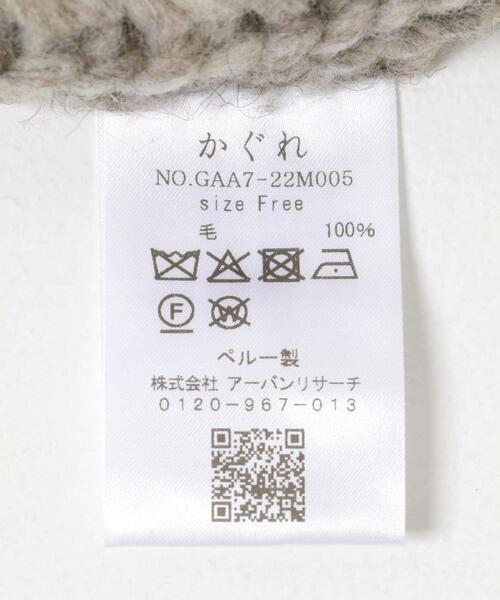 かぐれ
NO.GAA7-22M005
size Free
毛 100%
F
W
ペルー製
株式会社 アーバンリサーチ
0120-967-013